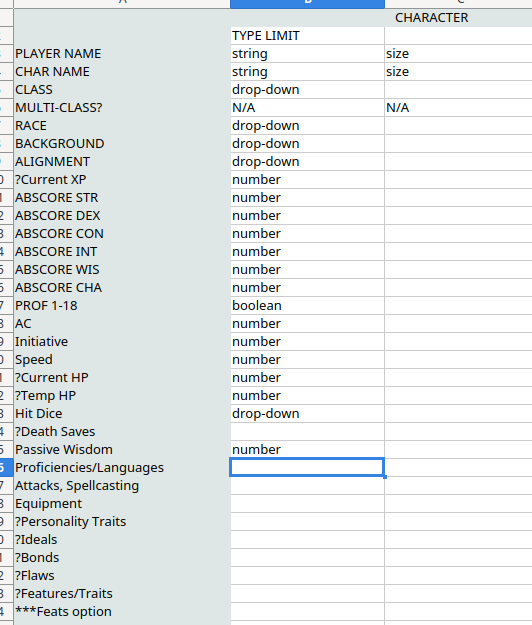 CHARACTER
TYPE LIMIT
PLAYER NAME string size
CHAR NAME string size
CLASS drop-down
MULTI-CLASS? N/A N/A
RACE drop-down
BACKGROUND drop-down
ALIGNMENT drop-down
?Current XP number
ABSCORE STR number
ABSCORE DEX number
ABSCORE CON number
ABSCORE INT number
ABSCORE WIS number
ABSCORE CHA number
PROF 1-18 boolean
AC number
Initiative number
Speed number
?Current HP number
?Temp HP number
Hit Dice drop-down
?Death Saves
Passive Wisdom number
Proficiencies/Languages
Attacks, Spellcasting
Equipment
?Personality Traits
?Ideals
?Bonds
?Flaws
?Features/Traits
***Feats option